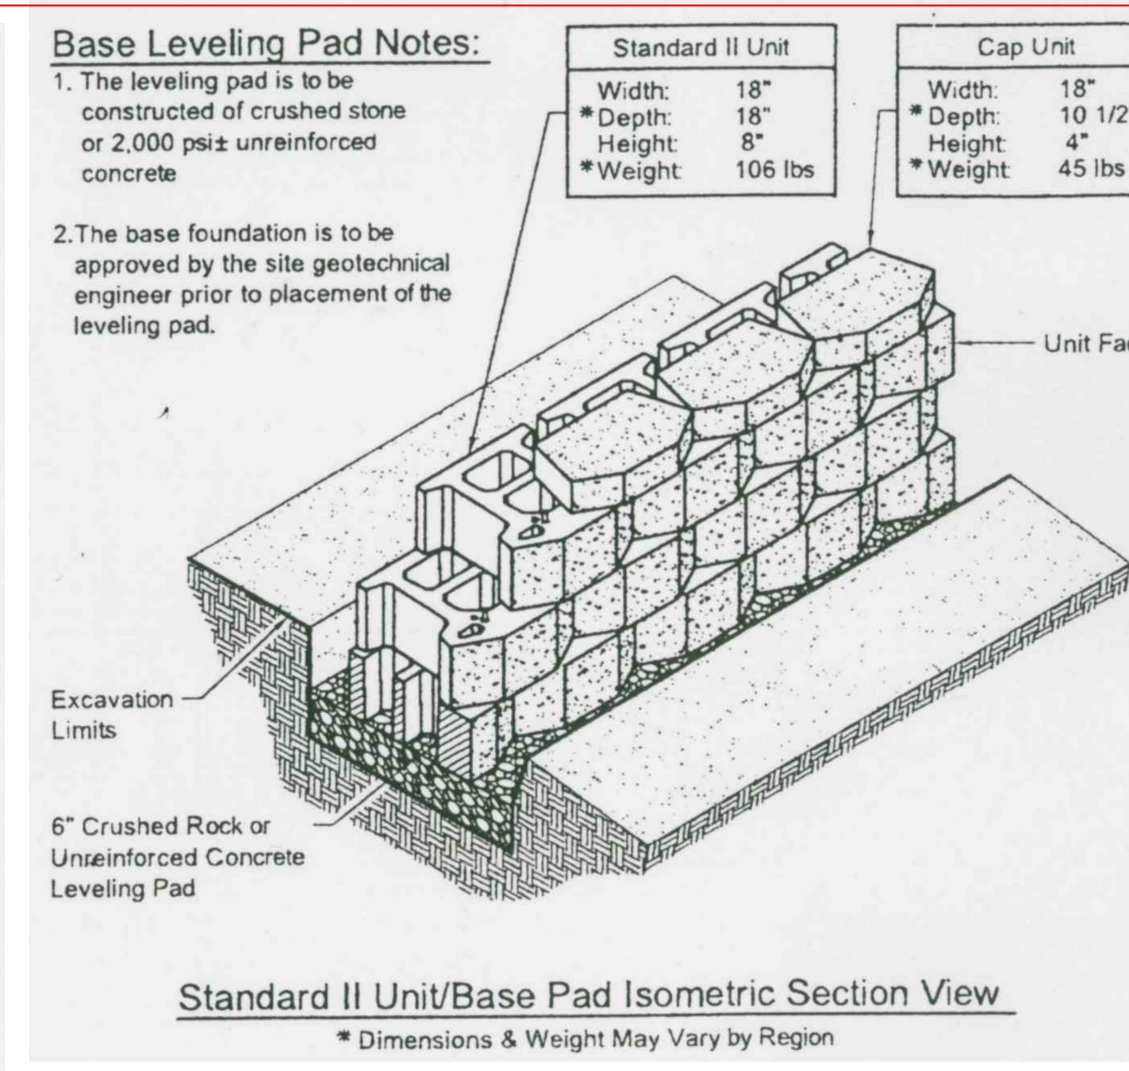 Base Leveling Pad Notes:
1. The leveling pad is to be
constructed of crushed stone
or 2,000 psi± unreinforced
concrete
2.The base foundation is to be
approved by the site geotechnical
engineer prior to placement of the
leveling pad.
Standard II Unit
Width: 18"
*Depth: 18"
Height: 8"
*Weight: 106 lbs
Cap Unit
Width: 18"
*Depth: 10 1/2
Height: 4"
*Weight: 45 lbs
Unit Fa
Excavation
Limits
6" Crushed Rock or
Unreinforced Concrete
Leveling Pad
Standard II Unit/Base Pad Isometric Section View
* Dimensions & Weight May Vary by Region